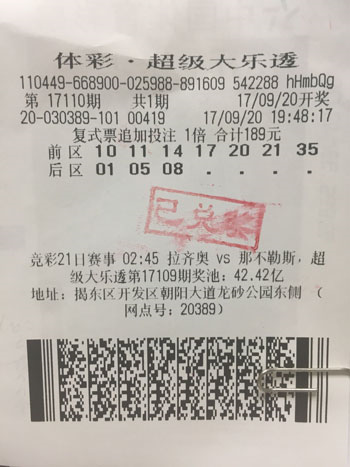 体彩·超级大乐透
110449-668900-025988-891609 542288 hHmbQg
第 17110期 共1期 17/09/20开奖
20-030389-101 00419 17/09/20 19:48:17
复式票追加投注 1倍 合计189元
前区 10 11 14 17 20 21 35
后区 01 05 08 . . . .
已兑奖
竞彩21日赛事 02:45 拉齐奥 vs 那不勒斯，超
级大乐透第17109期奖池：42.42亿
地址：揭东区开发区朝阳大道龙砂公园东侧（
网点号：20389）